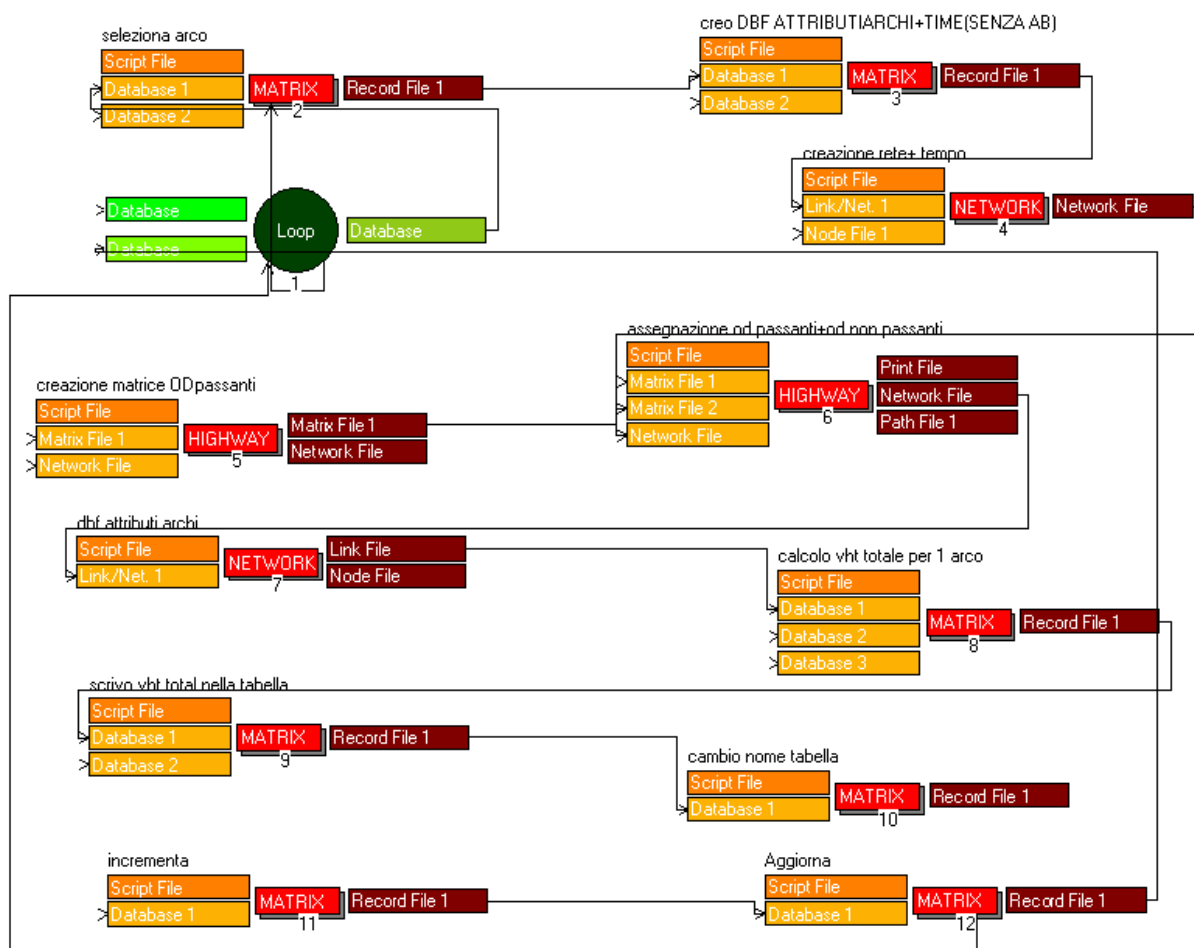 seleziona arco
Script File
Database 1
Database 2
MATRIX
2
Record File 1
creo DBF ATTRIBUTIARCHI+TIME(SENZA AB)
Script File
Database 1
Database 2
MATRIX
3
Record File 1
creazione rete+ tempo
Script File
Link/Net. 1
Node File 1
NETWORK
4
Network File
Database
Database
Loop
1
Database
assegnazione od passanti+od non passanti
Script File
Matrix File 1
Matrix File 2
Network File
HIGHWAY
6
Print File
Network File
Path File 1
creazione matrice ODpassanti
Script File
Matrix File 1
Network File
HIGHWAY
5
Matrix File 1
Network File
dbf attributi archi
Script File
Link/Net. 1
NETWORK
7
Link File
Node File
calcolo vht totale per 1 arco
Script File
Database 1
Database 2
Database 3
MATRIX
8
Record File 1
scrivo vht total nella tabella
Script File
Database 1
Database 2
MATRIX
9
Record File 1
cambio nome tabella
Script File
Database 1
MATRIX
10
Record File 1
incrementa
Script File
Database 1
MATRIX
11
Record File 1
Aggiorna
Script File
Database 1
MATRIX
12
Record File 1